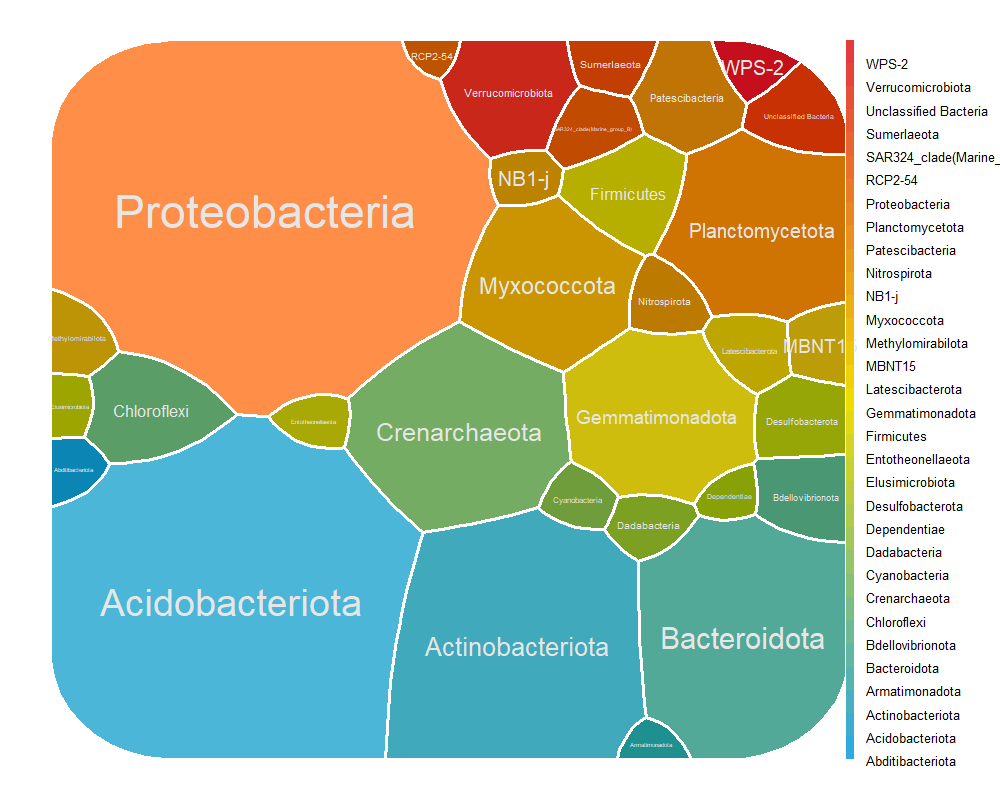 RCP2-54
Verrucomicrobiota
Sumerlaeota
WPS-2
Patescibacteria
Unclassified Bacteria
SAR324_clade(Marine_group_B)
NB1-j
Firmicutes
Proteobacteria
Planctomycetota
Myxococcota
Nitrospirota
Methylomirabilota
Latescibacterota
MBNT15
Chloroflexi
Elusimicrobiota
Entotheonellaeota
Crenarchaeota
Gemmatimonadota
Desulfobacterota
Abditibacteriota
Cyanobacteria
Dependentiae
Bdellovibrionota
Dadabacteria
Acidobacteriota
Actinobacteriota
Bacteroidota
Armatimonadota
WPS-2
Verrucomicrobiota
Unclassified Bacteria
Sumerlaeota
SAR324_clade(Marine_
RCP2-54
Proteobacteria
Planctomycetota
Patescibacteria
Nitrospirota
NB1-j
Myxococcota
Methylomirabilota
MBNT15
Latescibacterota
Gemmatimonadota
Firmicutes
Entotheonellaeota
Elusimicrobiota
Desulfobacterota
Dependentiae
Dadabacteria
Cyanobacteria
Crenarchaeota
Chloroflexi
Bdellovibrionota
Bacteroidota
Armatimonadota
Actinobacteriota
Acidobacteriota
Abditibacteriota